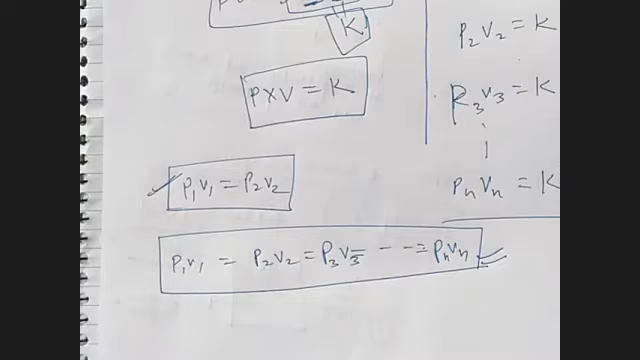 K
P × V = K
P₁V₁ = P₂V₂
P₁V₁ = P₂V₂ = P₃V₃ - - = PₙVₙ
P₂V₂ = K
P₃V₃ = K
PₙVₙ = K